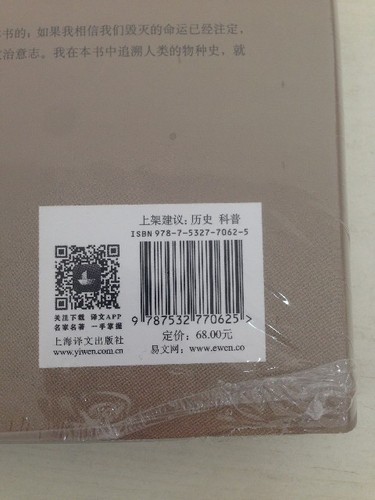 本书的：如果我相信我们毁灭的命运已经注定，
政治意志。我在本书中追溯人类的物种史，就
上架建议：历史 科普
ISBN 978-7-5327-7062-5
9 787532 770625 >
关注下载 译文APP
名家名著 一手掌握
定价：68.00元
上海译文出版社
www.yiwen.com.cn
易文网：www.ewen.co